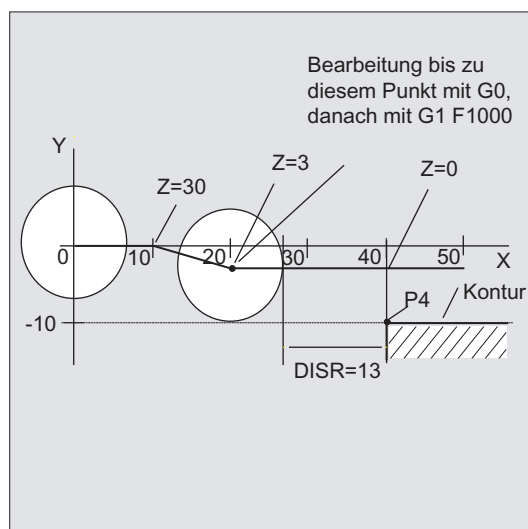 Bearbeitung bis zu
diesem Punkt mit G0,
danach mit G1 F1000
Y
Z=30
Z=3
Z=0
0
10
20
30
40
50
X
P4
Kontur
-10
DISR=13